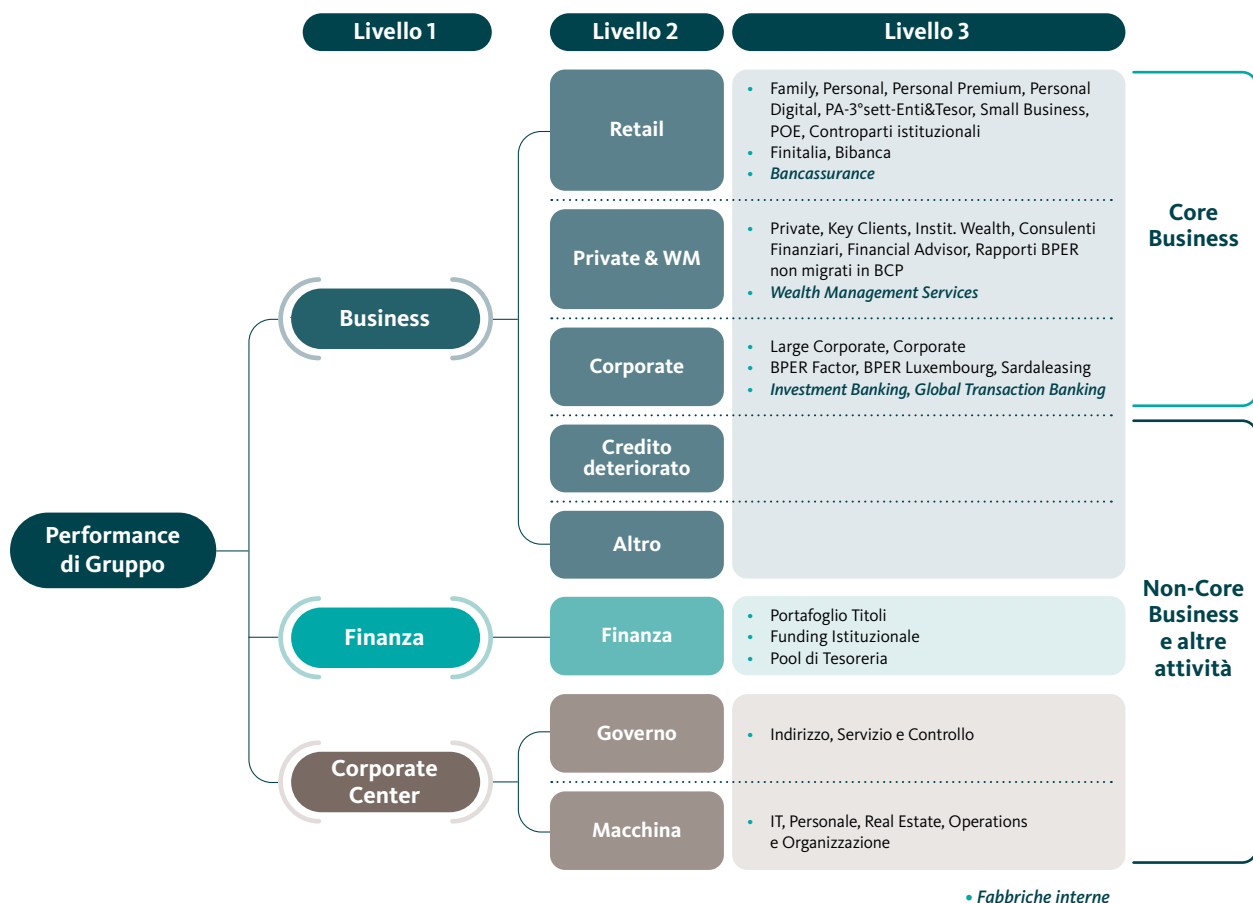 Livello 1
Livello 2
Livello 3
Retail
• Family, Personal, Personal Premium, Personal
Digital, PA-3°sett-Enti&Tesor, Small Business,
POE, Controparti istituzionali
• Finitalia, Bibanca
• Bancassurance
Core
Business
Private & WM
• Private, Key Clients, Instit. Wealth, Consulenti
Finanziari, Financial Advisor, Rapporti BPER
non migrati in BCP
• Wealth Management Services
Business
Corporate
• Large Corporate, Corporate
• BPER Factor, BPER Luxembourg, Sardaleasing
• Investment Banking, Global Transaction Banking
Credito
deteriorato
Altro
Performance
di Gruppo
Non-Core
Business
e altre
attività
Finanza
Finanza
• Portafoglio Titoli
• Funding Istituzionale
• Pool di Tesoreria
Corporate
Center
Governo
• Indirizzo, Servizio e Controllo
Macchina
• IT, Personale, Real Estate, Operations
e Organizzazione
• Fabbriche interne